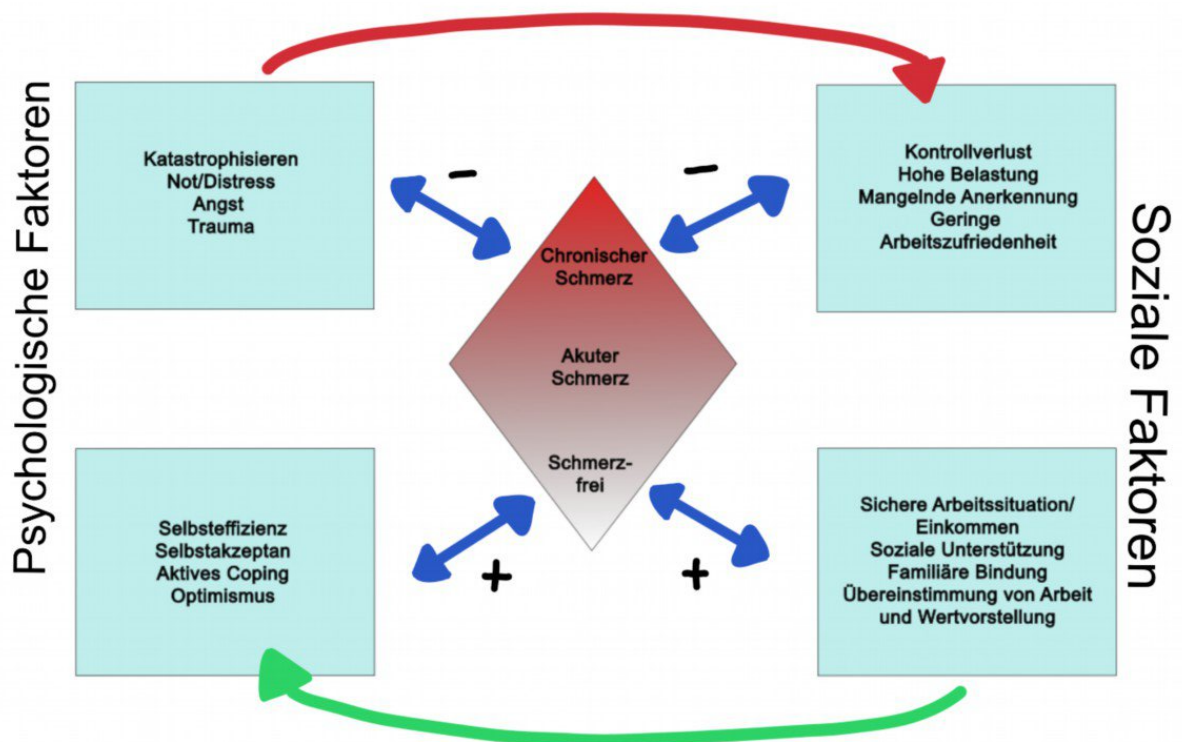 Psychologische Faktoren
Katastrophisieren
Not/Distress
Angst
Trauma
−
−
Chronischer
Schmerz
Akuter
Schmerz
Schmerz-
frei
Kontrollverlust
Hohe Belastung
Mangelnde Anerkennung
Geringe
Arbeitszufriedenheit
Soziale Faktoren
Selbsteffizienz
Selbstakzeptan
Aktives Coping
Optimismus
+
+
Sichere Arbeitssituation/
Einkommen
Soziale Unterstützung
Familiäre Bindung
Übereinstimmung von Arbeit
und Wertvorstellung